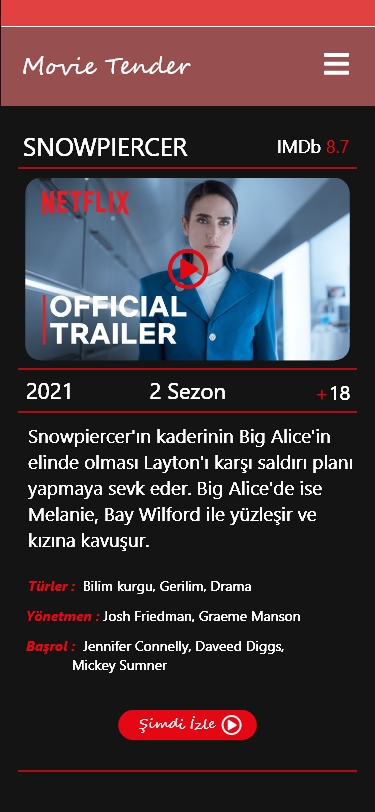 Movie Tender
SNOWPIERCER
IMDb 8.7
NETFLIX
OFFICIAL
TRAILER
2021 2 Sezon +18
Snowpiercer'ın kaderinin Big Alice'in
elinde olması Layton'ı karşı saldırı planı
yapmaya sevk eder. Big Alice'de ise
Melanie, Bay Wilford ile yüzleşir ve
kızına kavuşur.
Türler : Bilim kurgu, Gerilim, Drama
Yönetmen : Josh Friedman, Graeme Manson
Başrol : Jennifer Connelly, Daveed Diggs,
Mickey Sumner
Şimdi İzle